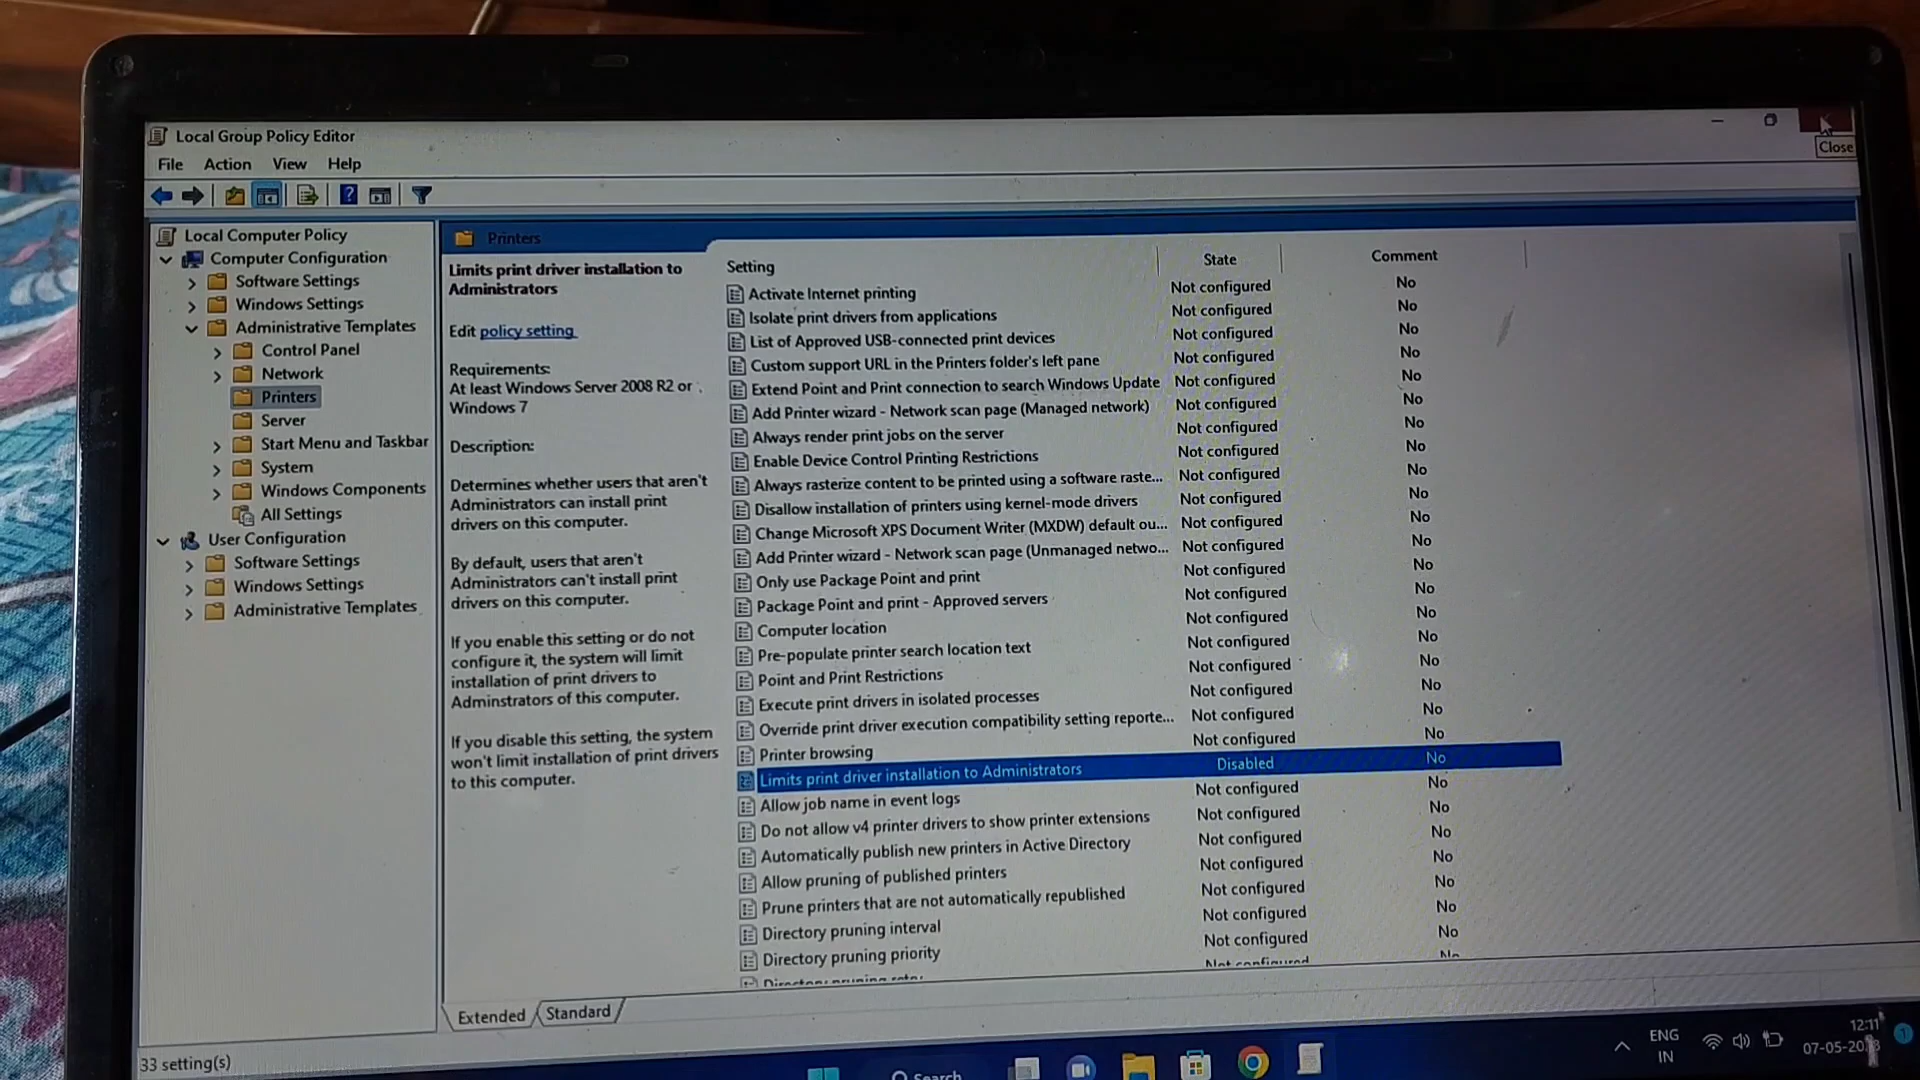 Local Group Policy Editor
Close
File Action View Help
Local Computer Policy
Computer Configuration
Software Settings
Windows Settings
Administrative Templates
Control Panel
Network
Printers
Server
Start Menu and Taskbar
System
Windows Components
All Settings
User Configuration
Software Settings
Windows Settings
Administrative Templates
Printers
Limits print driver installation to
Administrators
Edit policy setting
Requirements:
At least Windows Server 2008 R2 or
Windows 7
Description:
Determines whether users that aren't
Administrators can install print
drivers on this computer.
By default, users that aren't
Administrators can't install print
drivers on this computer.
If you enable this setting or do not
configure it, the system will limit
installation of print drivers to
Adminstrators of this computer.
If you disable this setting, the system
won't limit installation of print drivers
to this computer.
Setting State Comment
Activate Internet printing Not configured No
Isolate print drivers from applications Not configured No
List of Approved USB-connected print devices Not configured No
Custom support URL in the Printers folder's left pane Not configured No
Extend Point and Print connection to search Windows Update Not configured No
Add Printer wizard - Network scan page (Managed network) Not configured No
Always render print jobs on the server Not configured No
Enable Device Control Printing Restrictions Not configured No
Always rasterize content to be printed using a software raste... Not configured No
Disallow installation of printers using kernel-mode drivers Not configured No
Change Microsoft XPS Document Writer (MXDW) default ou... Not configured No
Add Printer wizard - Network scan page (Unmanaged netwo... Not configured No
Only use Package Point and print Not configured No
Package Point and print - Approved servers Not configured No
Computer location Not configured No
Pre-populate printer search location text Not configured No
Point and Print Restrictions Not configured No
Execute print drivers in isolated processes Not configured No
Override print driver execution compatibility setting reporte... Not configured No
Printer browsing Not configured No
Limits print driver installation to Administrators Disabled No
Allow job name in event logs Not configured No
Do not allow v4 printer drivers to show printer extensions Not configured No
Automatically publish new printers in Active Directory Not configured No
Allow pruning of published printers Not configured No
Prune printers that are not automatically republished Not configured No
Directory pruning interval Not configured No
Directory pruning priority Not configured No
Directory pruning retry Not configured No
Extended Standard
33 setting(s)
Search
ENG
IN
12:11
1